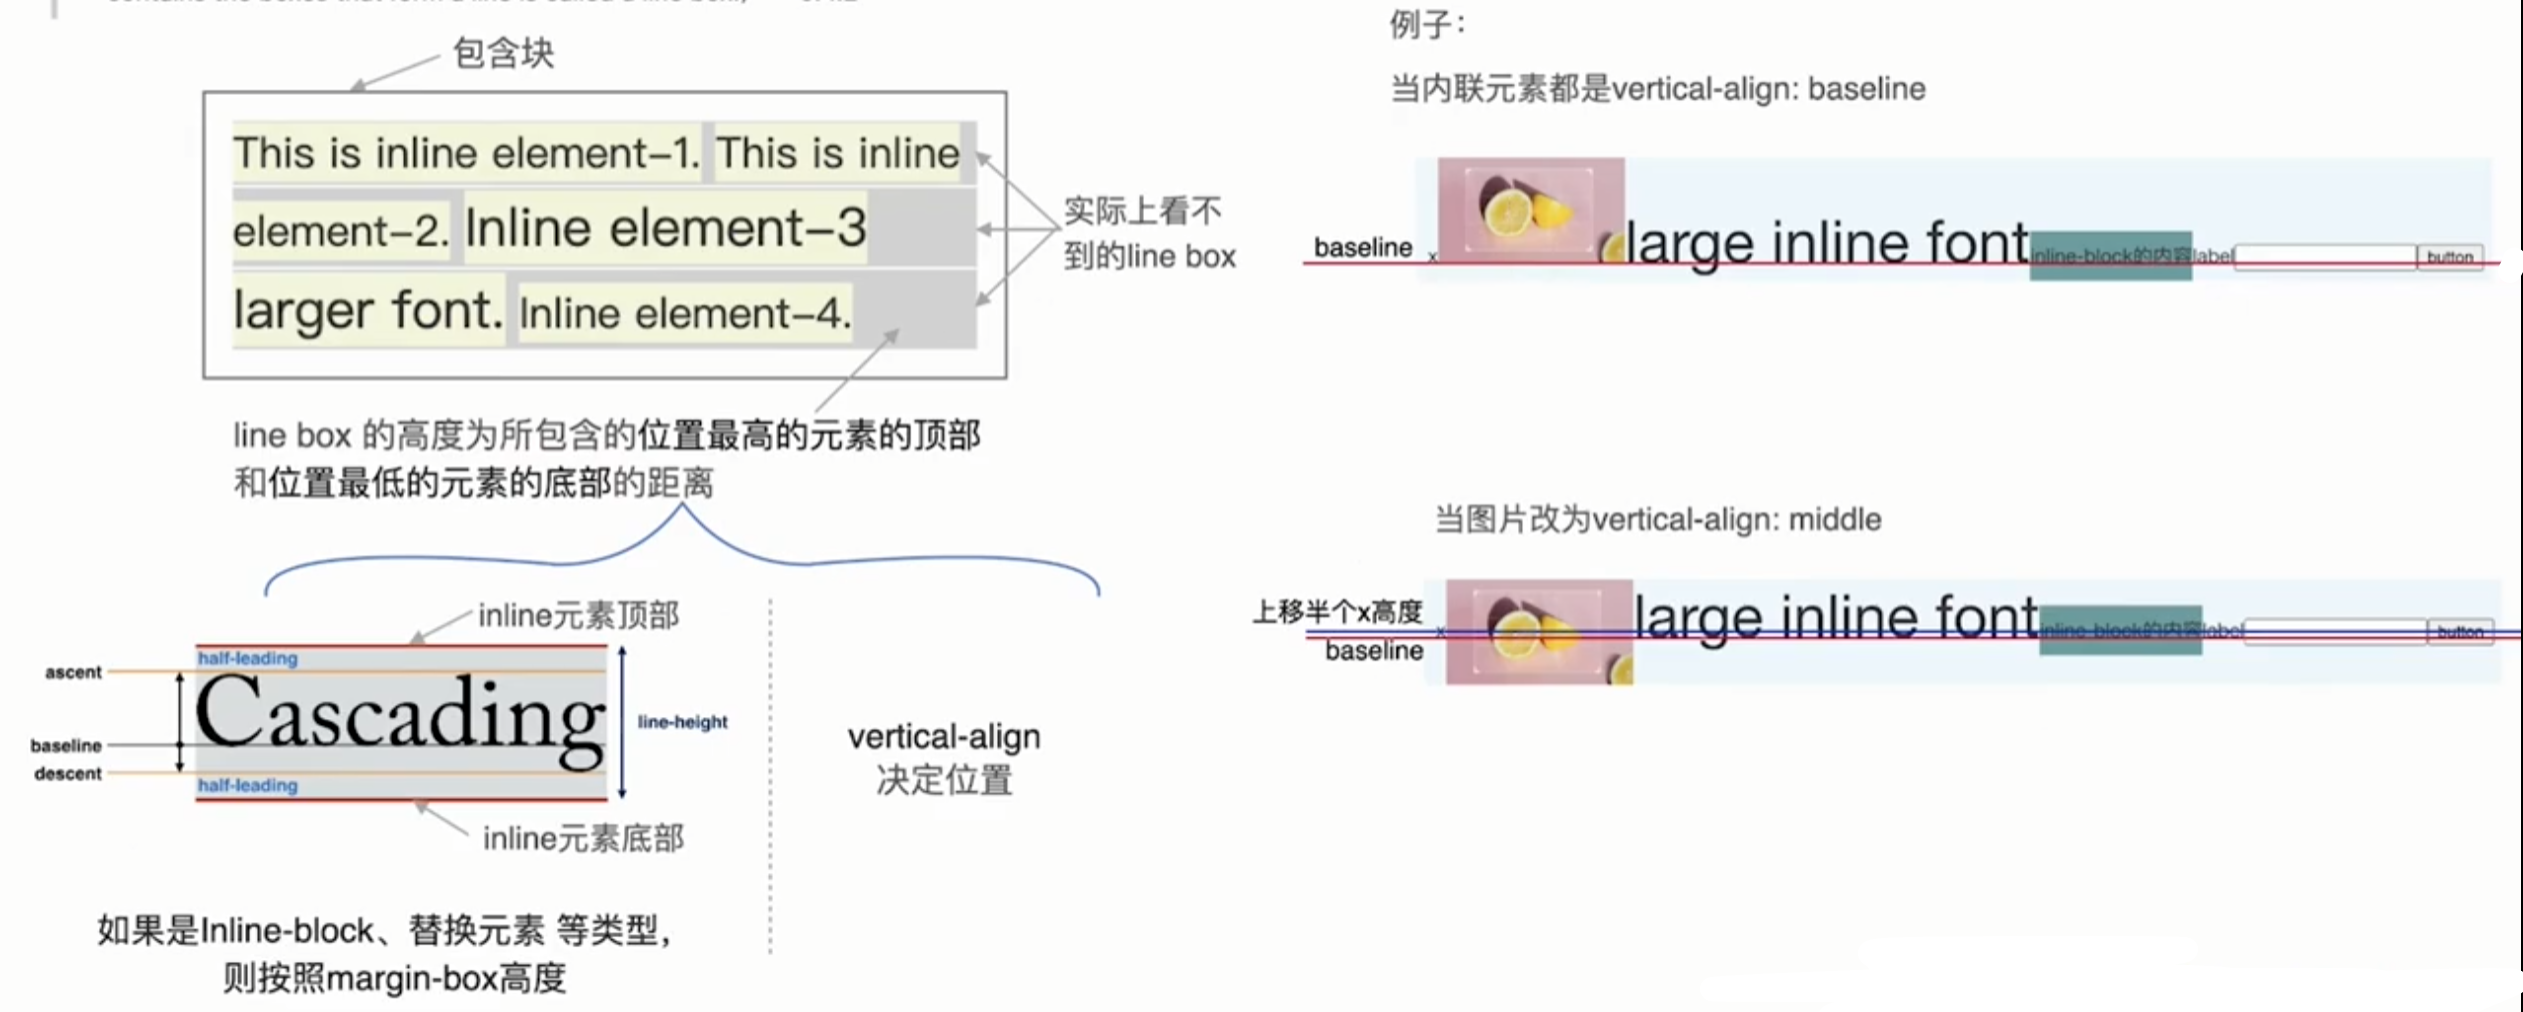 包含块
This is inline element-1. This is inline
element-2. Inline element-3
larger font. Inline element-4.
实际上看不
到的line box
line box 的高度为所包含的位置最高的元素的顶部
和位置最低的元素的底部的距离
inline元素顶部
half-leading
ascent
Cascading
line-height
baseline
descent
half-leading
inline元素底部
如果是Inline-block、替换元素 等类型,
则按照margin-box高度
vertical-align
决定位置
例子：
当内联元素都是vertical-align: baseline
baseline x large inline font inline-block的内容label button
当图片改为vertical-align: middle
上移半个x高度
x large inline font inline-block的内容label button
baseline